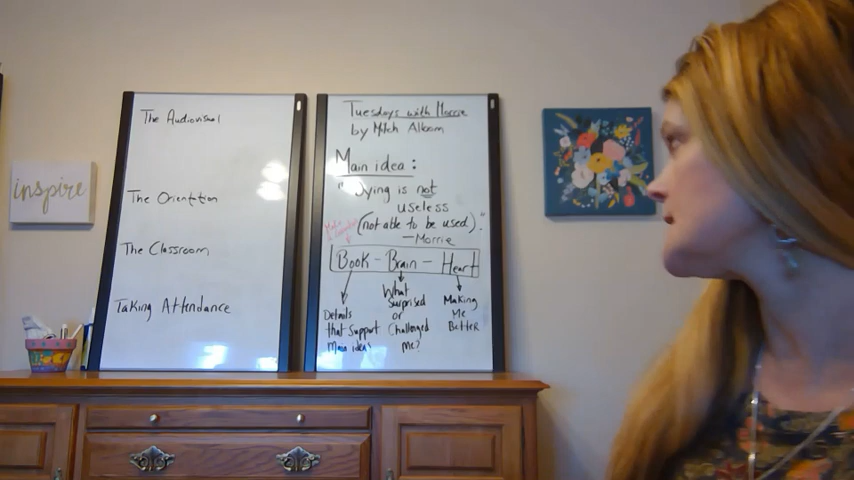 inspire
The Audiovisual
The Orientation
The Classroom
Taking Attendance
Tuesdays with Morrie
by Mitch Albom
Main idea:
"Dying is not
useless
(not able to be used)."
—Morrie
Book - Brain - Heart
Details
that support
Main idea!
What
surprised
or
Challenged
me?
Making
Me
Better